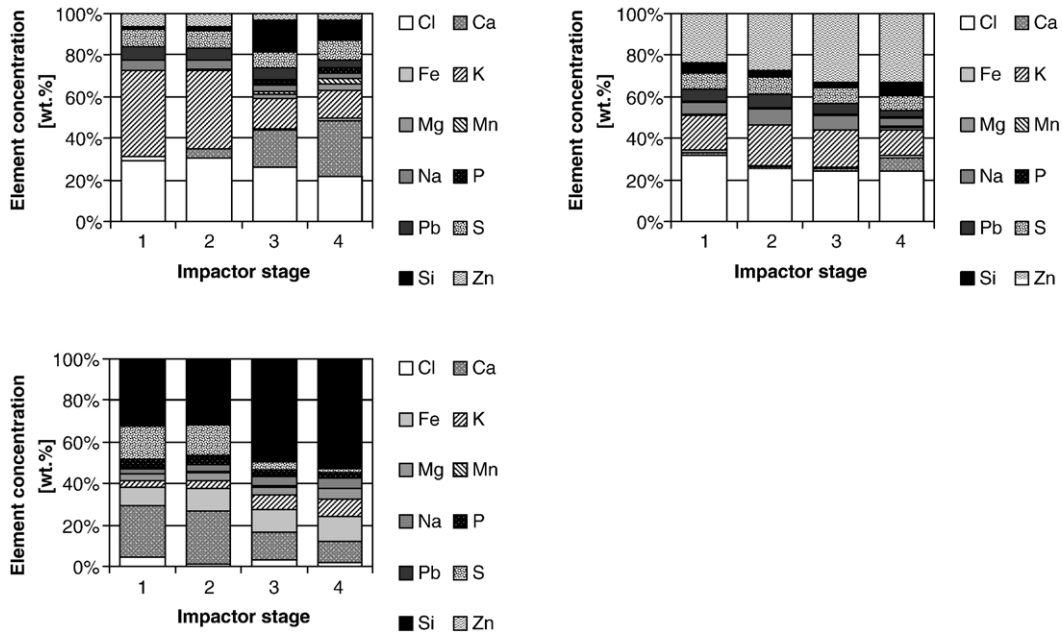 Element concentration
[wt.%]
100%
80%
60%
40%
20%
0%
1 2 3 4
Impactor stage
Cl Ca
Fe K
Mg Mn
Na P
Pb S
Si Zn
Element concentration
[wt.%]
100%
80%
60%
40%
20%
0%
1 2 3 4
Impactor stage
Cl Ca
Fe K
Mg Mn
Na P
Pb S
Si Zn
Element concentration
[wt.%]
100%
80%
60%
40%
20%
0%
1 2 3 4
Impactor stage
Cl Ca
Fe K
Mg Mn
Na P
Pb S
Si Zn